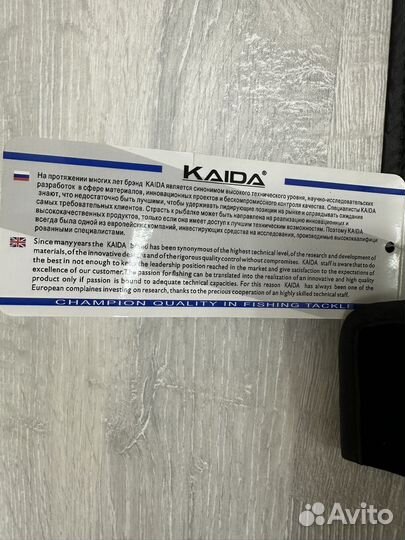 KAIDA®
На протяжении многих лет брэнд KAIDA является синонимом высокого технического уровня, научно-исследовательских
разработок в сфере материалов, инновационных проектов и бескомпромиссного контроля качества. Специалисты KAIDA
знают, что недостаточно быть лучшими, чтобы удерживать лидирующие позиции на рынке и оправдывать ожидания
самых требовательных клиентов. Страсть к рыбалке может быть направлена на реализацию инновационных и
высококачественных продуктов, только если она имеет доступ к лучшим техническим возможностям. Поэтому KAIDA
всегда была одной из европейских компаний, инвестирующих средства на исследования, производимые высококвалифици
рованными специалистами.
Since many years the KAIDA brand has been synonymous of the highest technical level, of the research and development of
materials, of the innovative designs and of the rigorous quality control without compromises. KAIDA staff is aware that to do
the best in not enough to keep the leadership position reached in the market and give satisfaction to the expectations of
excellence of our customer. The passion for fishing can be translated into the realization of an innovative and high quality
product only if passion is bound to adequate technical capacities. For this reason KAIDA has always been one of the
European complaines investing on research, thanks to the precious cooperation of an highly skilled technical staff.
CHAMPION QUALITY IN FISHING TACKLE
Avito